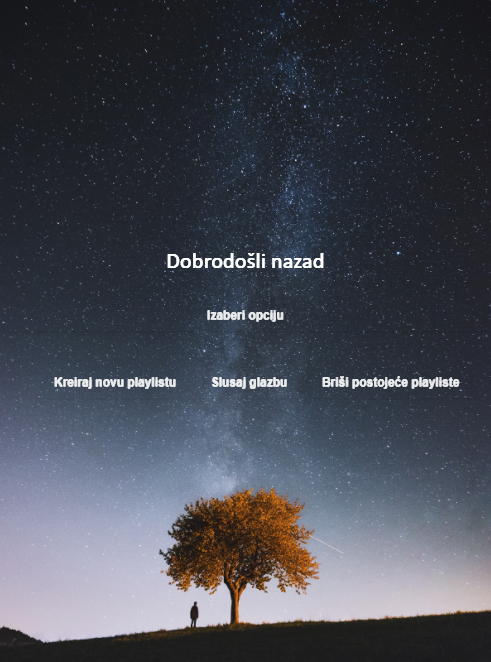 Dobrodošli nazad
Izaberi opciju
Kreiraj novu playlistu
Slusaj glazbu
Briši postojeće playliste